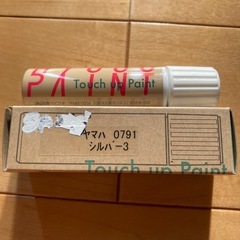 PAINT
Touch up Paint
ヤマハ 0791
シルバー3
Touch up Paint